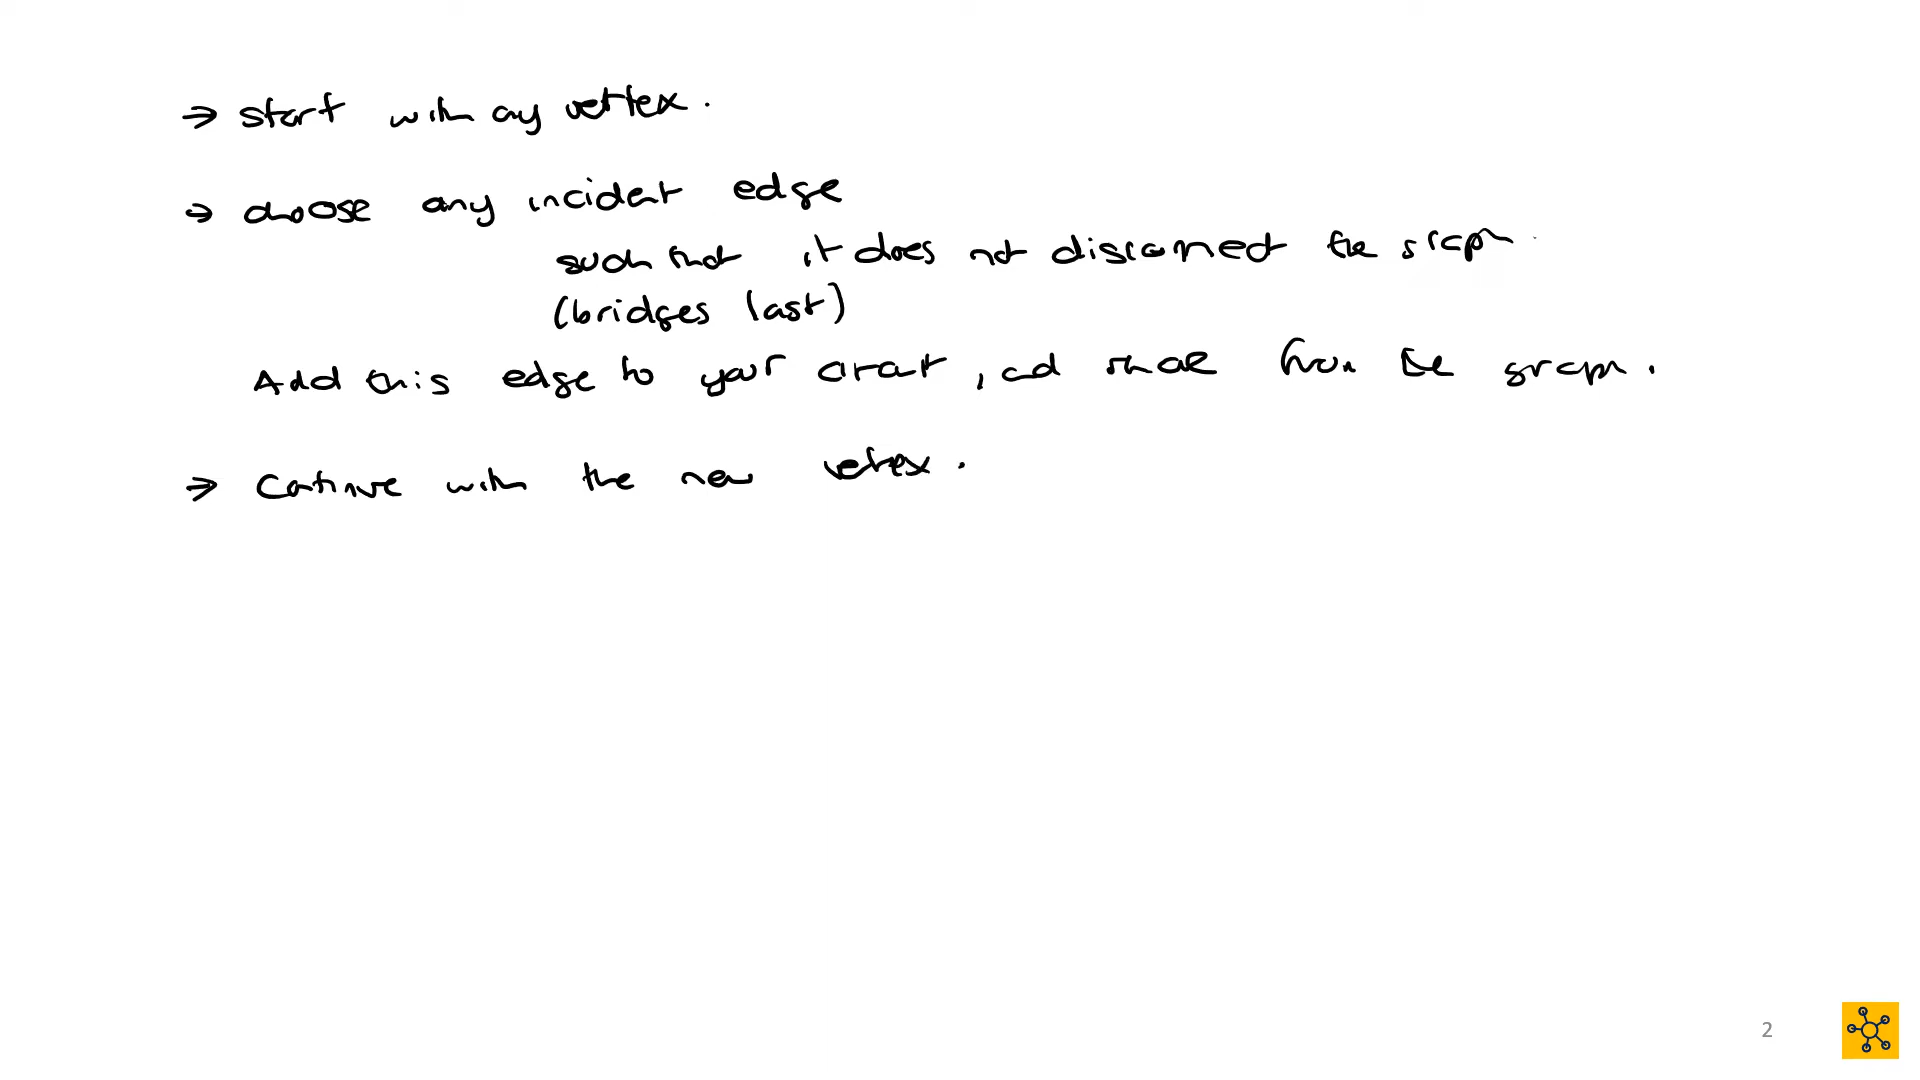 → start with any vertex.
→ choose any incident edge
such that it does not disconnect the graph.
(bridges last)
Add this edge to your circuit, and remove from the graph.
→ Continue with the new vertex.
2